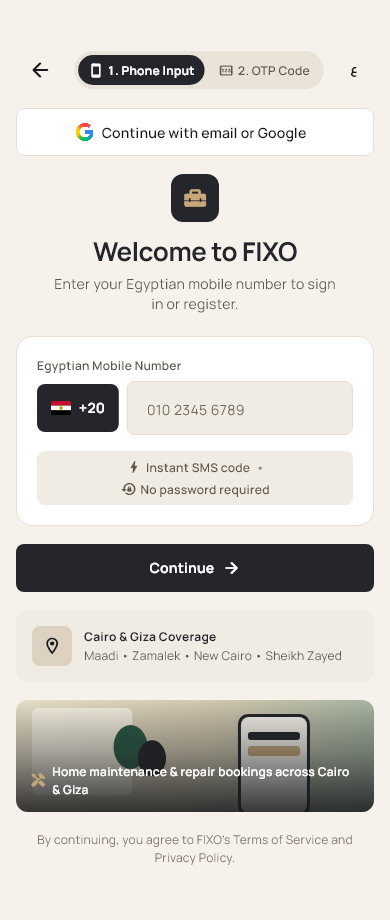 1. Phone Input
2. OTP Code
ع
Continue with email or Google
Welcome to FIXO
Enter your Egyptian mobile number to sign
in or register.
Egyptian Mobile Number
+20
010 2345 6789
Instant SMS code •
No password required
Continue
Cairo & Giza Coverage
Maadi • Zamalek • New Cairo • Sheikh Zayed
Home maintenance & repair bookings across Cairo
& Giza
By continuing, you agree to FIXO's Terms of Service and
Privacy Policy.